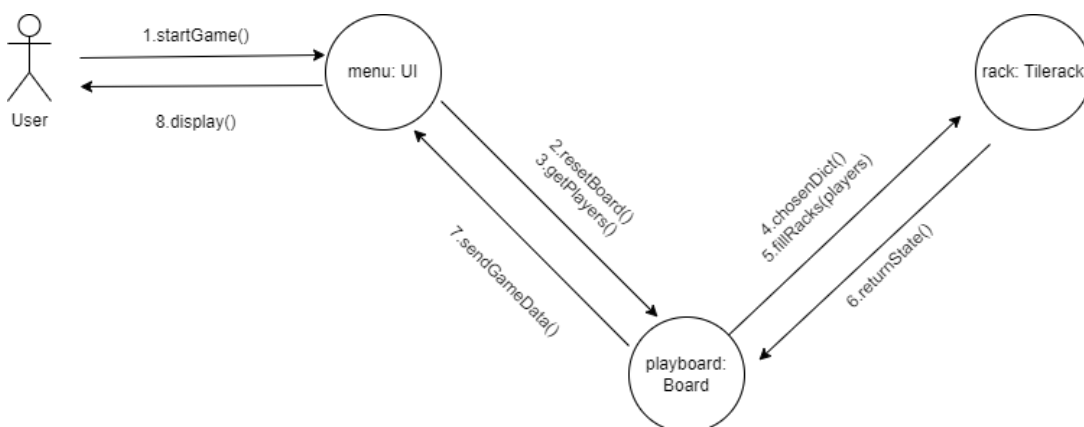 1.startGame()
menu: UI
rack: Tilerack
User
8.display()
2.resetBoard()
3.getPlayers()
4.chosenDict()
5.fillRacks(players)
7.sendGameData()
6.returnState()
playboard:
Board